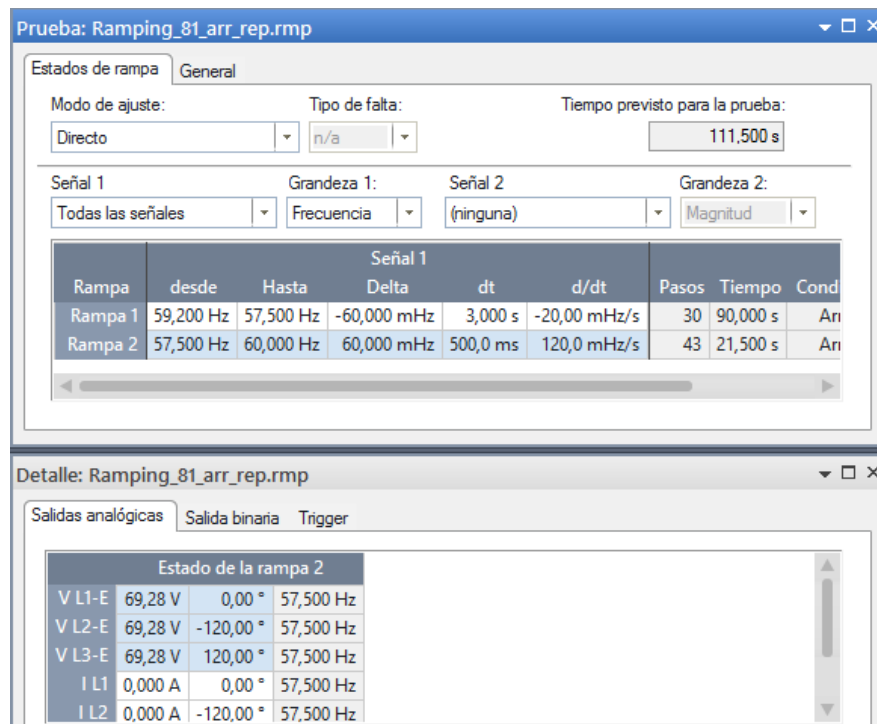 Prueba: Ramping_81_arr_rep.rmp
Estados de rampa General
Modo de ajuste: Tipo de falta: Tiempo previsto para la prueba:
Directo n/a 111,500 s
Señal 1 Grandeza 1: Señal 2 Grandeza 2:
Todas las señales Frecuencia (ninguna) Magnitud
Señal 1
Rampa desde Hasta Delta dt d/dt Pasos Tiempo Cond
Rampa 1 59,200 Hz 57,500 Hz -60,000 mHz 3,000 s -20,00 mHz/s 30 90,000 s
Rampa 2 57,500 Hz 60,000 Hz 60,000 mHz 500,0 ms 120,0 mHz/s 43 21,500 s
Detalle: Ramping_81_arr_rep.rmp
Salidas analógicas Salida binaria Trigger
Estado de la rampa 2
V L1-E 69,28 V 0,00 ° 57,500 Hz
V L2-E 69,28 V -120,00 ° 57,500 Hz
V L3-E 69,28 V 120,00 ° 57,500 Hz
I L1 0,000 A 0,00 ° 57,500 Hz
I L2 0,000 A -120,00 ° 57,500 Hz